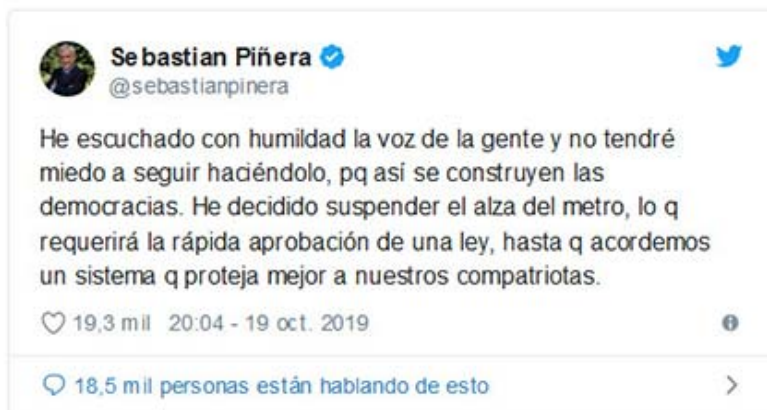 Sebastian Piñera
@sebastianpinera
He escuchado con humildad la voz de la gente y no tendré
miedo a seguir haciéndolo, pq así se construyen las
democracias. He decidido suspender el alza del metro, lo q
requerirá la rápida aprobación de una ley, hasta q acordemos
un sistema q proteja mejor a nuestros compatriotas.
19,3 mil 20:04 - 19 oct. 2019
18,5 mil personas están hablando de esto